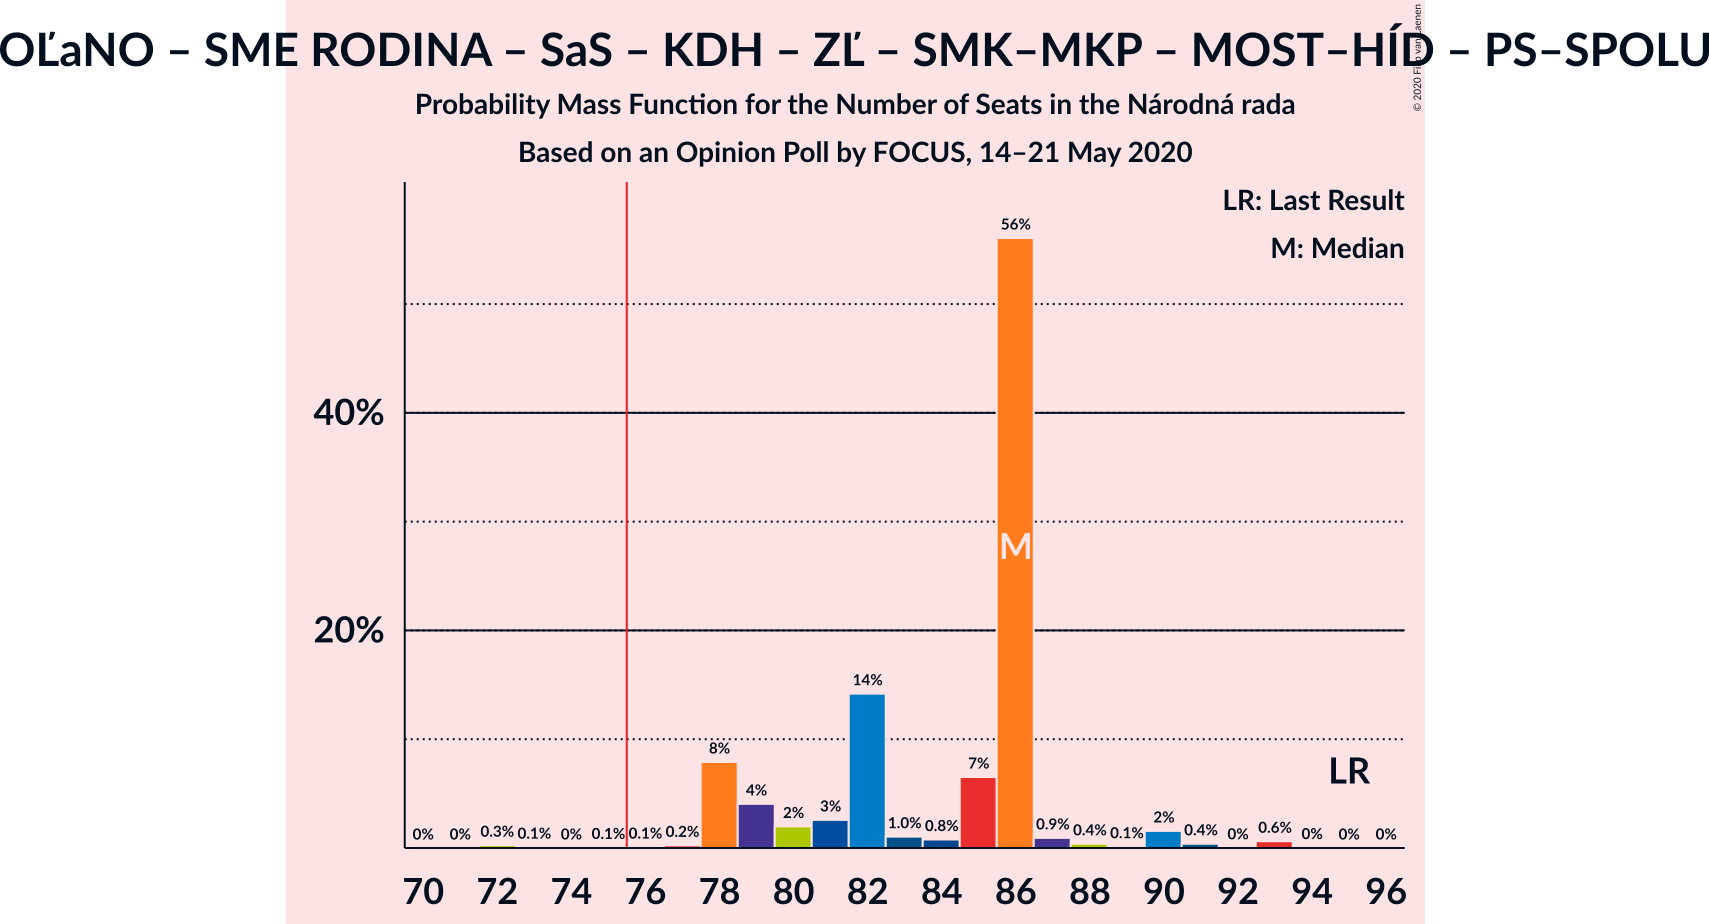 OĽaNO – SME RODINA – SaS – KDH – ZĽ – SMK–MKP – MOST–HÍD – PS–SPOLU
© 2020 Filip van Laenen
Probability Mass Function for the Number of Seats in the Národná rada
Based on an Opinion Poll by FOCUS, 14–21 May 2020
LR: Last Result
M: Median
56%
40%
M
20%
14%
8%
7%
LR
4%
3%
2%
2%
0% 0% 0.3% 0.1% 0% 0.1% 0.1% 0.2% 1.0% 0.8% 0.9% 0.4% 0.1% 0.4% 0% 0.6% 0% 0% 0%
70 72 74 76 78 80 82 84 86 88 90 92 94 96